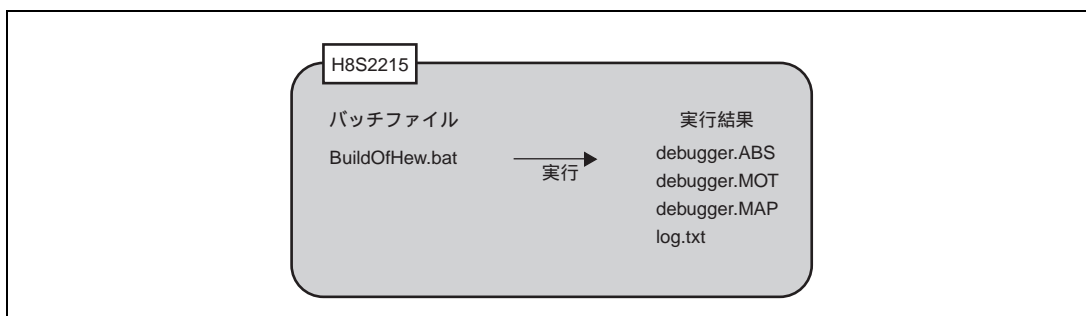 H8S2215
バッチファイル
BuildOfHew.bat
実行
実行結果
debugger.ABS
debugger.MOT
debugger.MAP
log.txt